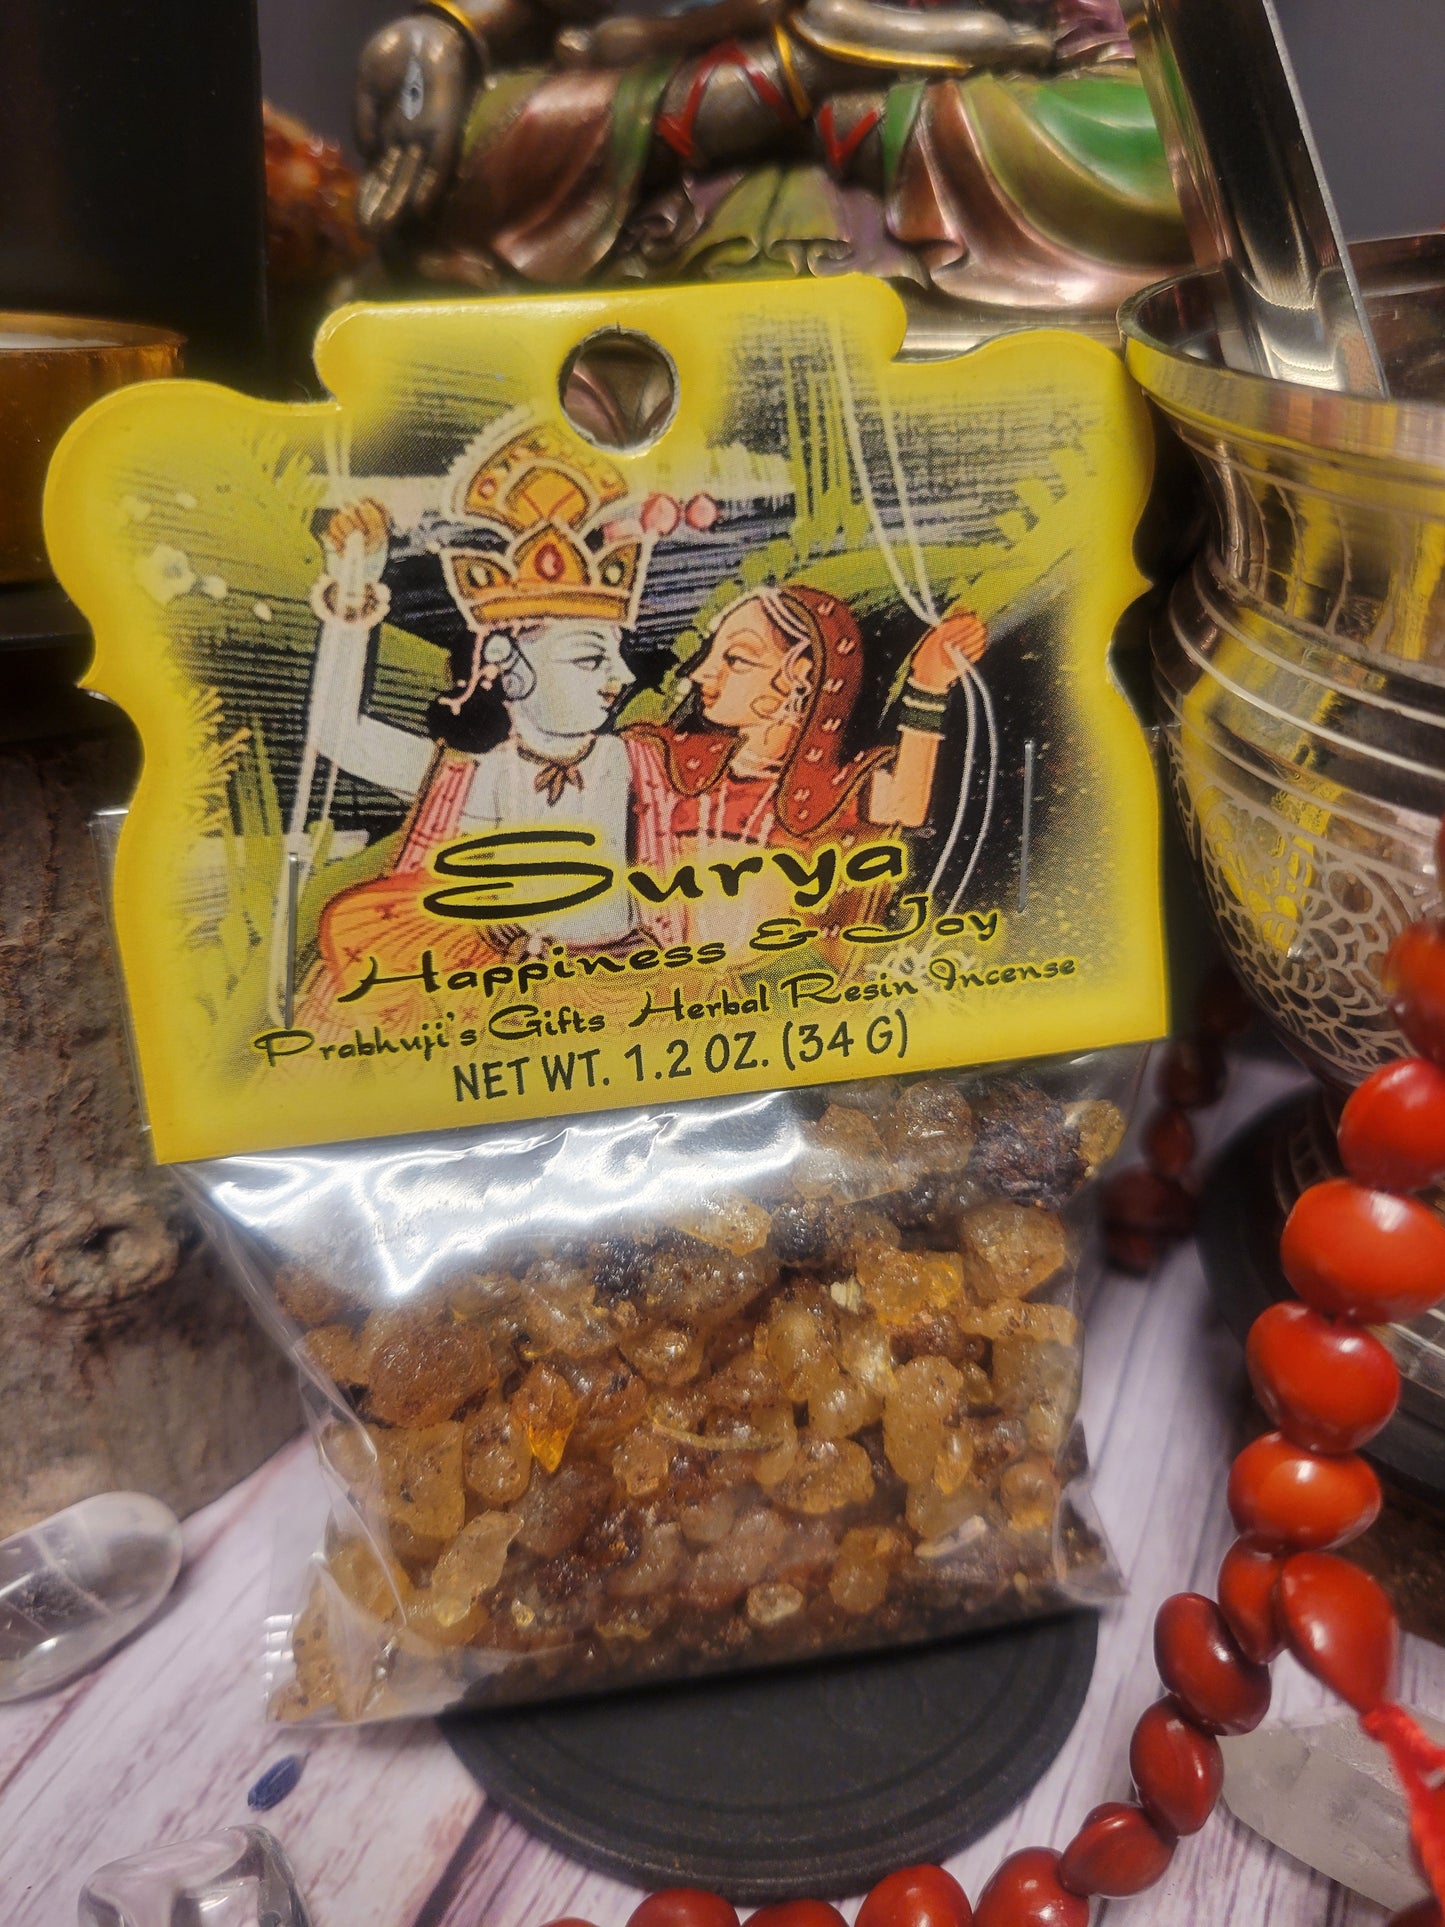 Surya
Happiness & Joy
Prabhuji's Gifts Herbal Resin Incense
NET WT. 1.2 OZ. (34 G)